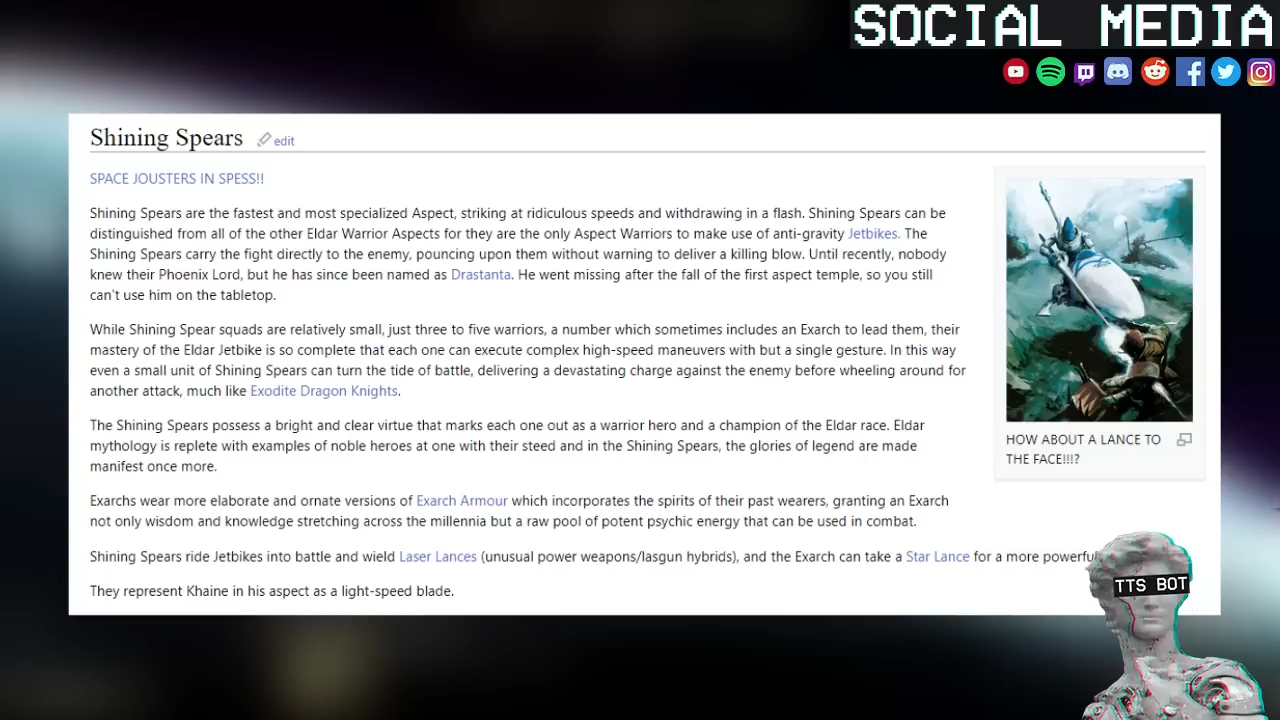 SOCIAL MEDIA
Shining Spears edit
SPACE JOUSTERS IN SPESS!!
Shining Spears are the fastest and most specialized Aspect, striking at ridiculous speeds and withdrawing in a flash. Shining Spears can be
distinguished from all of the other Eldar Warrior Aspects for they are the only Aspect Warriors to make use of anti-gravity Jetbikes. The
Shining Spears carry the fight directly to the enemy, pouncing upon them without warning to deliver a killing blow. Until recently, nobody
knew their Phoenix Lord, but he has since been named as Drastanta. He went missing after the fall of the first aspect temple, so you still
can't use him on the tabletop.
While Shining Spear squads are relatively small, just three to five warriors, a number which sometimes includes an Exarch to lead them, their
mastery of the Eldar Jetbike is so complete that each one can execute complex high-speed maneuvers with but a single gesture. In this way
even a small unit of Shining Spears can turn the tide of battle, delivering a devastating charge against the enemy before wheeling around for
another attack, much like Exodite Dragon Knights.
The Shining Spears possess a bright and clear virtue that marks each one out as a warrior hero and a champion of the Eldar race. Eldar
mythology is replete with examples of noble heroes at one with their steed and in the Shining Spears, the glories of legend are made
manifest once more.
Exarchs wear more elaborate and ornate versions of Exarch Armour which incorporates the spirits of their past wearers, granting an Exarch
not only wisdom and knowledge stretching across the millennia but a raw pool of potent psychic energy that can be used in combat.
Shining Spears ride Jetbikes into battle and wield Laser Lances (unusual power weapons/lasgun hybrids), and the Exarch can take a Star Lance for a more
They represent Khaine in his aspect as a light-speed blade.
HOW ABOUT A LANCE TO
THE FACE!!!?
TTS BOT